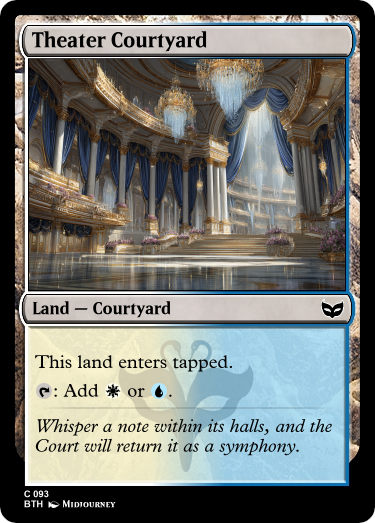 Theater Courtyard
Land — Courtyard
This land enters tapped.
: Add or .
Whisper a note within its halls, and the
Court will return it as a symphony.
C 093
BTH Midjourney